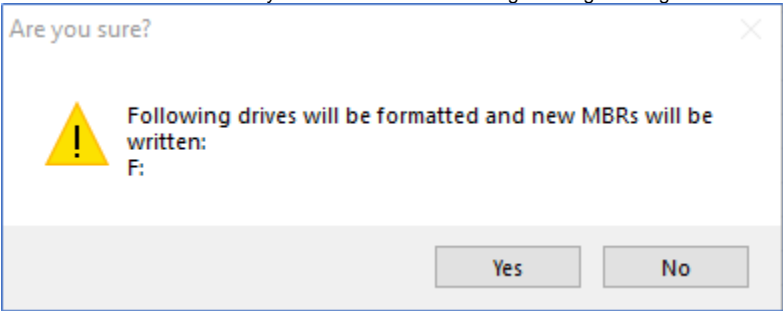 Are you sure?
Following drives will be formatted and new MBRs will be
written:
F:
Yes
No